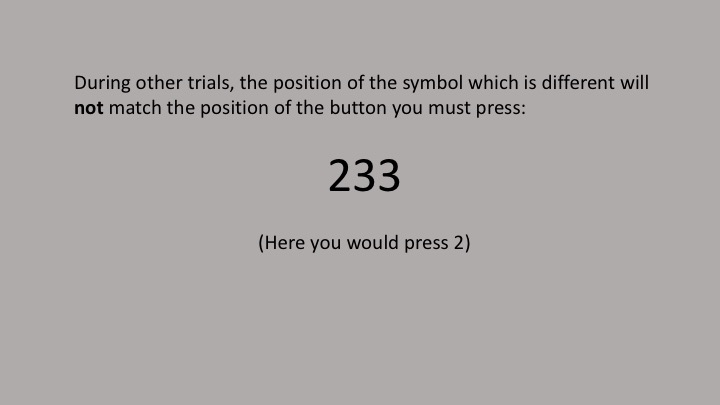 During other trials, the position of the symbol which is different will
not match the position of the button you must press:
233
(Here you would press 2)